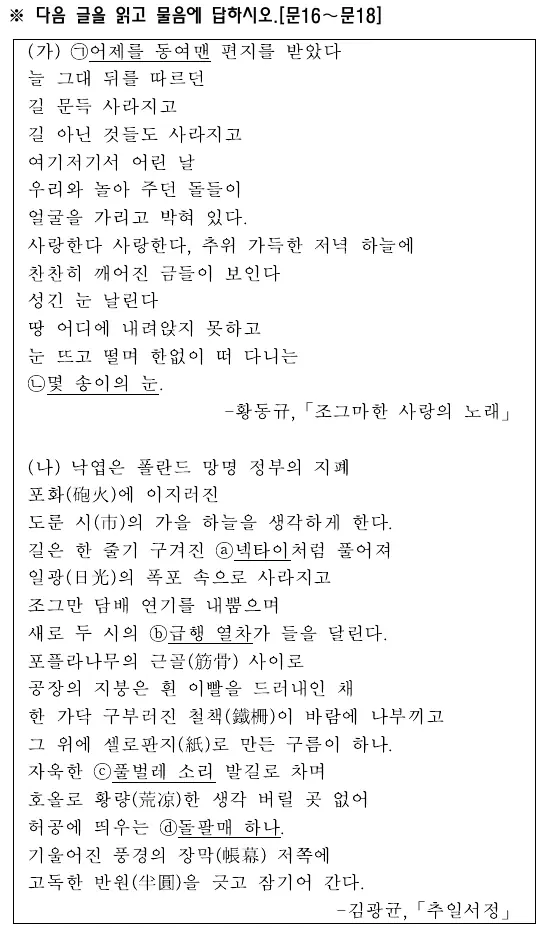 ※ 다음 글을 읽고 물음에 답하시오.[문16～문18]
(가) ㉠어제를 동여맨 편지를 받았다
늘 그대 뒤를 따르던
길 문득 사라지고
길 아닌 것들도 사라지고
여기저기서 어린 날
우리와 놀아 주던 돌들이
얼굴을 가리고 박혀 있다.
사랑한다 사랑한다, 추위 가득한 저녁 하늘에
찬찬히 깨어진 금들이 보인다
성긴 눈 날린다
땅 어디에 내려앉지 못하고
눈 뜨고 떨며 한없이 떠 다니는
㉡몇 송이의 눈.
-황동규,「조그마한 사랑의 노래」
(나) 낙엽은 폴란드 망명 정부의 지폐
포화(砲火)에 이지러진
도룬 시(市)의 가을 하늘을 생각하게 한다.
길은 한 줄기 구겨진 ⓐ넥타이처럼 풀어져
일광(日光)의 폭포 속으로 사라지고
조그만 담배 연기를 내뿜으며
새로 두 시의 ⓑ급행 열차가 들을 달린다.
포플라나무의 근골(筋骨) 사이로
공장의 지붕은 흰 이빨을 드러내인 채
한 가닥 구부러진 철책(鐵柵)이 바람에 나부끼고
그 위에 셀로판지(紙)로 만든 구름이 하나.
자욱한 ⓒ풀벌레 소리 발길로 차며
호올로 황량(荒凉)한 생각 버릴 곳 없어
허공에 띄우는 ⓓ돌팔매 하나.
기울어진 풍경의 장막(帳幕) 저쪽에
고독한 반원(半圓)을 긋고 잠기어 간다.
-김광균,「추일서정」